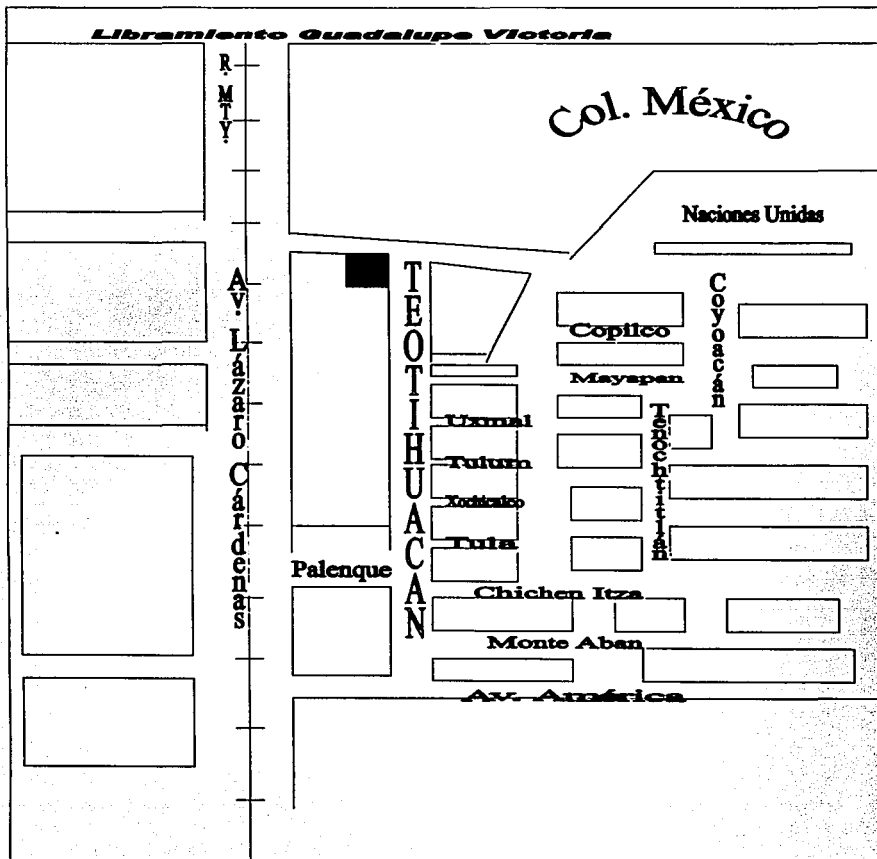 Libramiento Guadalupe Victoria
R. MTY.
Col. México
Naciones Unidas
Av. Lázaro Cárdenas
TEOTIHUACAN
Coyoacán
Copilco
Mayapan
Tenochtitlán
Uxmal
Tulum
Xochicalco
Tula
Palenque
Chichen Itza
Monte Aban
Av. América